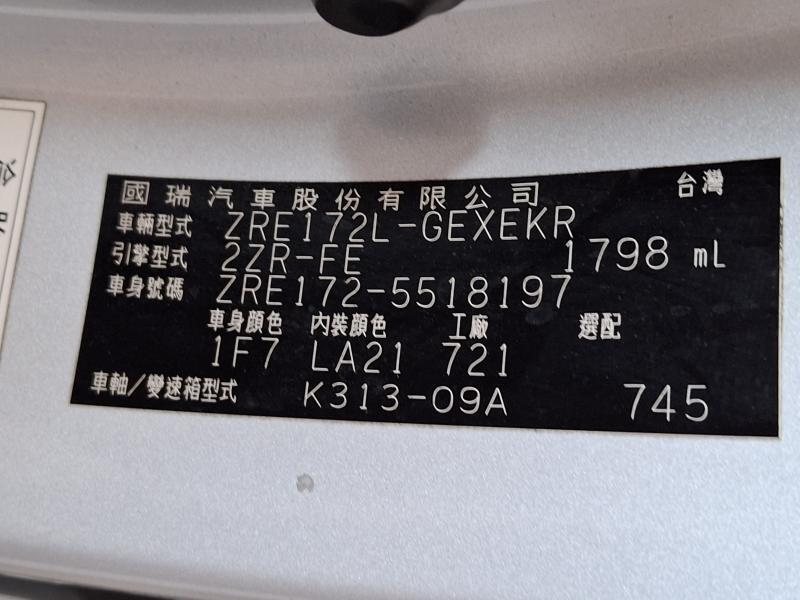 國瑞汽車股份有限公司 台灣
車輛型式 ZRE172L-GEXEKR
引擎型式 2ZR-FE 1798 mL
車身號碼 ZRE172-5518197
車身顏色 內裝顏色 工廠 選配
1F7 LA21 721
車軸/變速箱型式 K313-09A 745